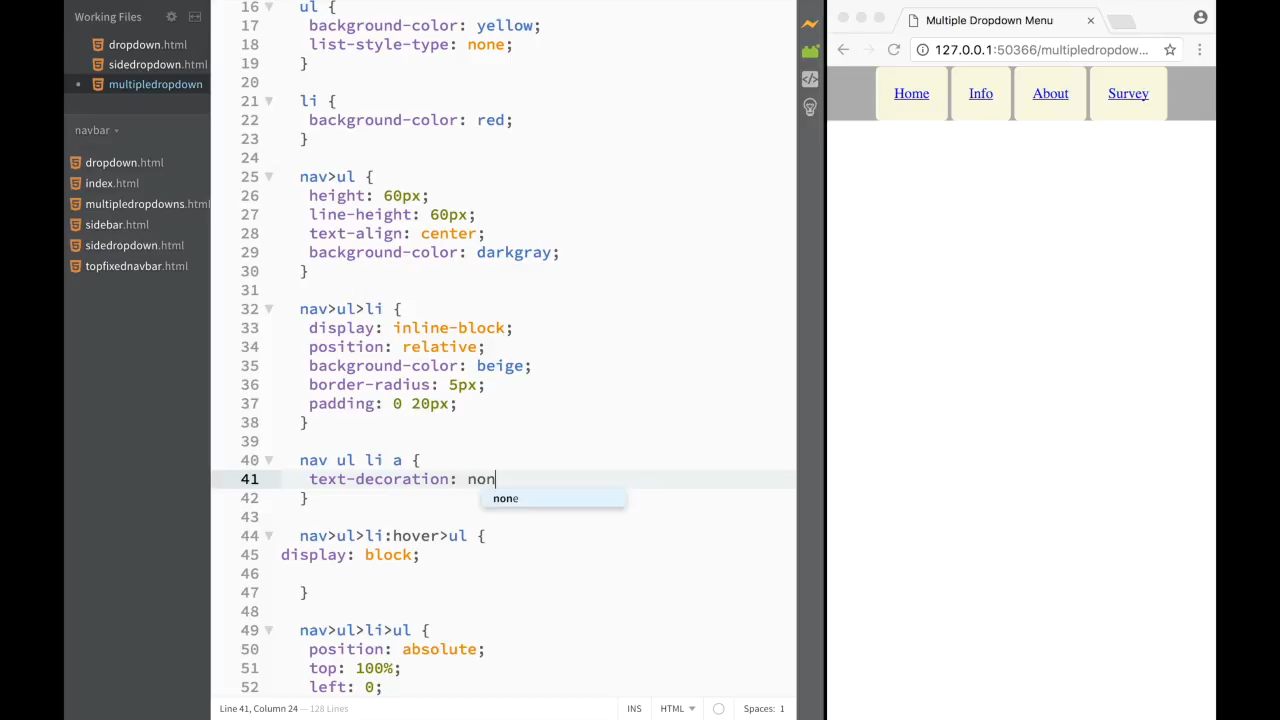 Working Files
dropdown.html
sidedropdown.html
multipledropdown
navbar
dropdown.html
index.html
multipledropdowns.html
sidebar.html
sidedropdown.html
topfixednavbar.html
16 ul {
17 background-color: yellow;
18 list-style-type: none;
19 }
20
21 li {
22 background-color: red;
23 }
24
25 nav>ul {
26 height: 60px;
27 line-height: 60px;
28 text-align: center;
29 background-color: darkgray;
30 }
31
32 nav>ul>li {
33 display: inline-block;
34 position: relative;
35 background-color: beige;
36 border-radius: 5px;
37 padding: 0 20px;
38 }
39
40 nav ul li a {
41 text-decoration: non
none
42 }
43
44 nav>ul>li:hover>ul {
45 display: block;
46
47 }
48
49 nav>ul>li>ul {
50 position: absolute;
51 top: 100%;
52 left: 0;
Line 41, Column 24 — 128 Lines
INS
HTML
Spaces: 1
Multiple Dropdown Menu
127.0.0.1:50366/multipledropdow...
Home
Info
About
Survey